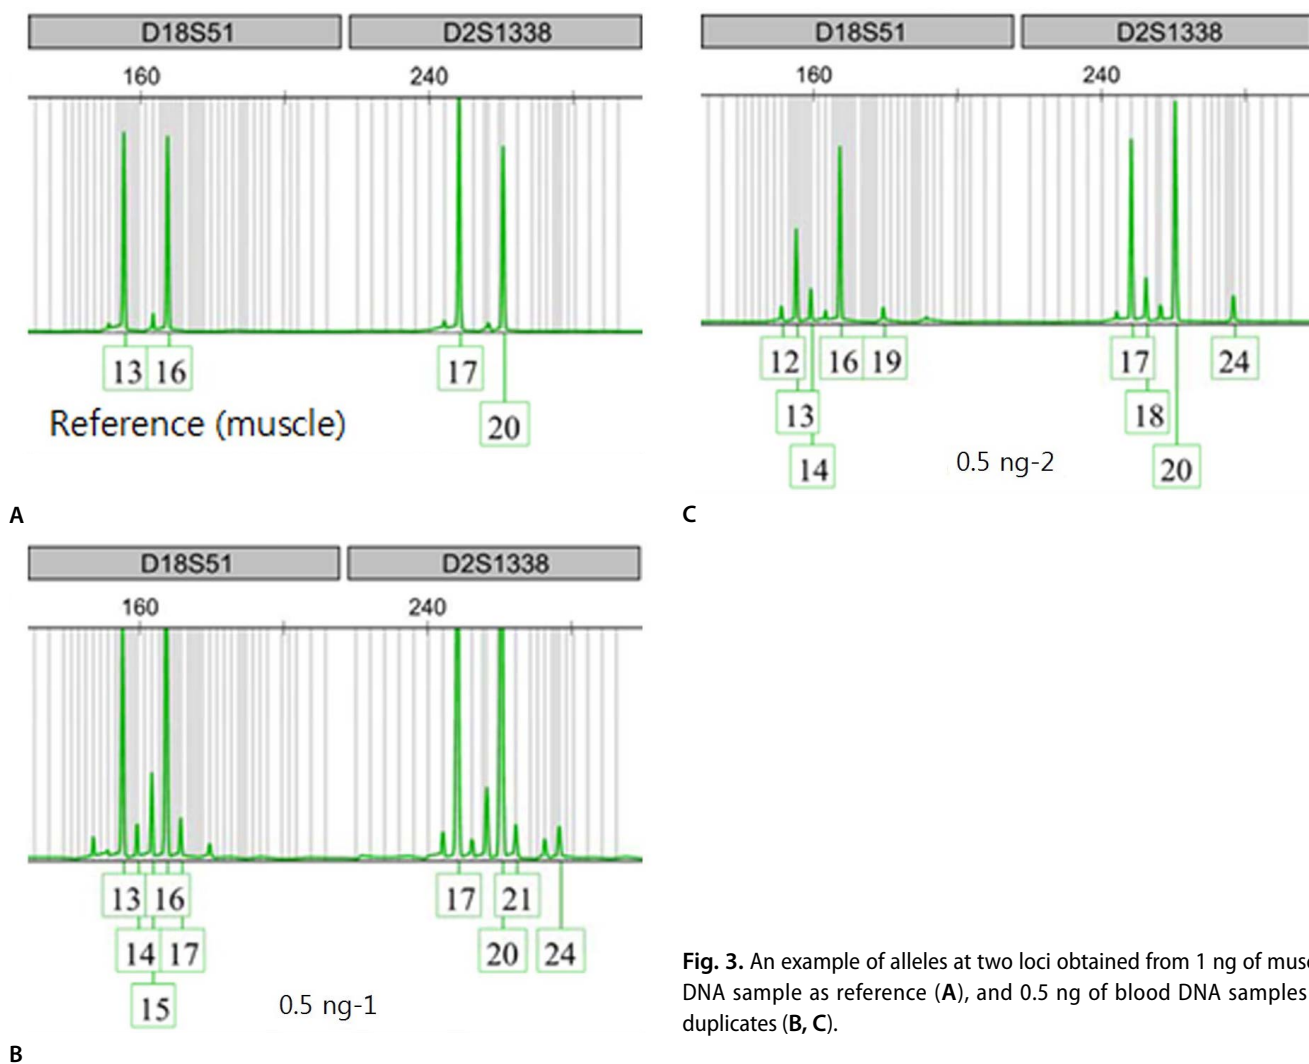 D18S51 D2S1338
160 240
13 16 17
20
Reference (muscle)
A
D18S51 D2S1338
160 240
12 16 19 17 24
13 18
14 20
0.5 ng-2
C
D18S51 D2S1338
160 240
13 16 17 21
14 17 20 24
15
0.5 ng-1
B
Fig. 3. An example of alleles at two loci obtained from 1 ng of
DNA sample as reference (A), and 0.5 ng of blood DNA samples
duplicates (B, C).